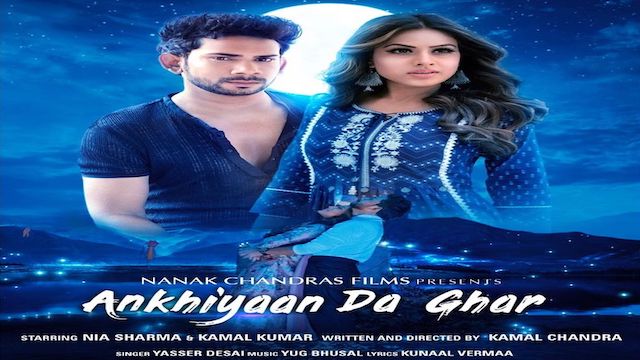 NANAK CHANDRAS FILMS PRESENTS
Ankhiyaan Da Ghar
STARRING NIA SHARMA & KAMAL KUMAR WRITTEN AND DIRECTED BY KAMAL CHANDRA
SINGER YASSER DESAI MUSIC YUG BHUSAL LYRICS KUNAAL VERMAA